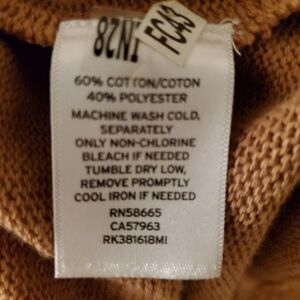 1N28
FC43
60% COTTON/COTON
40% POLYESTER
MACHINE WASH COLD,
SEPARATELY
ONLY NON-CHLORINE
BLEACH IF NEEDED
TUMBLE DRY LOW,
REMOVE PROMPTLY
COOL IRON IF NEEDED
RN58665
CA57963
RK381618MI